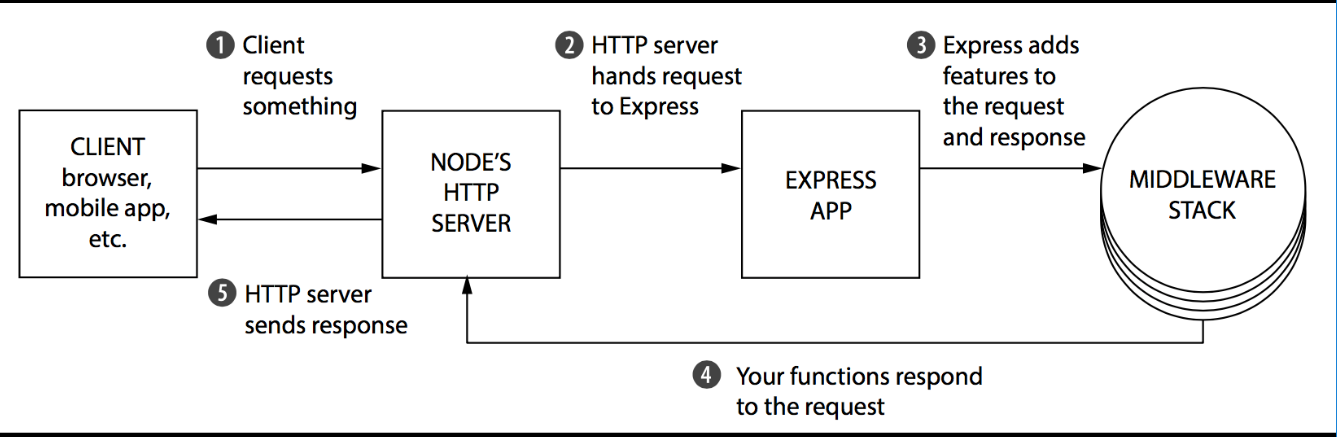 1 Client
requests
something
2 HTTP server
hands request
to Express
3 Express adds
features to
the request
and response
CLIENT
browser,
mobile app,
etc.
NODE’S
HTTP
SERVER
EXPRESS
APP
MIDDLEWARE
STACK
5 HTTP server
sends response
4 Your functions respond
to the request